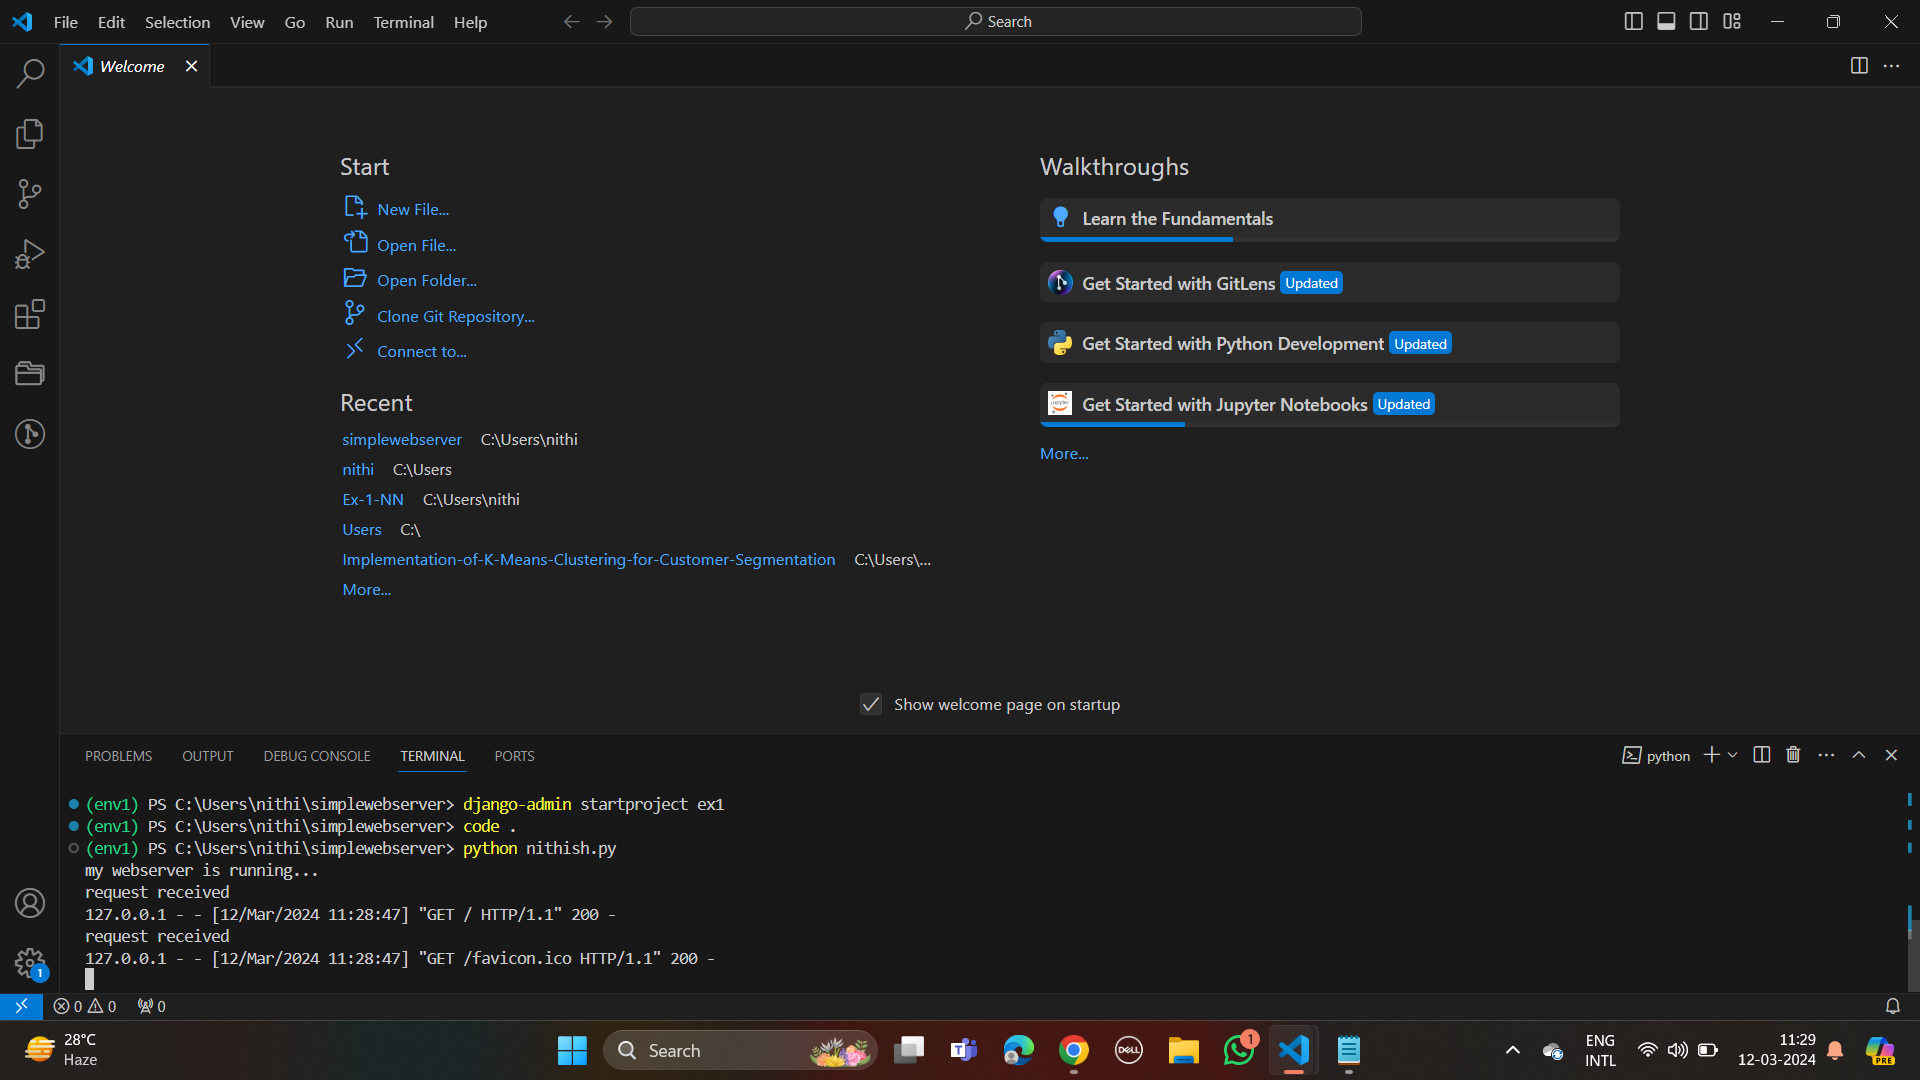 File Edit Selection View Go Run Terminal Help Search
Welcome
Start
New File...
Open File...
Open Folder...
Clone Git Repository...
Connect to...
Recent
simplewebserver C:\Users\nithi
nithi C:\Users
Ex-1-NN C:\Users\nithi
Users C:\
Implementation-of-K-Means-Clustering-for-Customer-Segmentation C:\Users\...
More...
Walkthroughs
Learn the Fundamentals
Get Started with GitLens Updated
Get Started with Python Development Updated
Get Started with Jupyter Notebooks Updated
More...
Show welcome page on startup
PROBLEMS OUTPUT DEBUG CONSOLE TERMINAL PORTS python
(env1) PS C:\Users\nithi\simplewebserver> django-admin startproject ex1
(env1) PS C:\Users\nithi\simplewebserver> code .
(env1) PS C:\Users\nithi\simplewebserver> python nithish.py
my webserver is running...
request received
127.0.0.1 - - [12/Mar/2024 11:28:47] "GET / HTTP/1.1" 200 -
request received
127.0.0.1 - - [12/Mar/2024 11:28:47] "GET /favicon.ico HTTP/1.1" 200 -
1
0 0 0
28°C
Haze
Search
DELL
1
ENG
INTL
11:29
12-03-2024
PRE